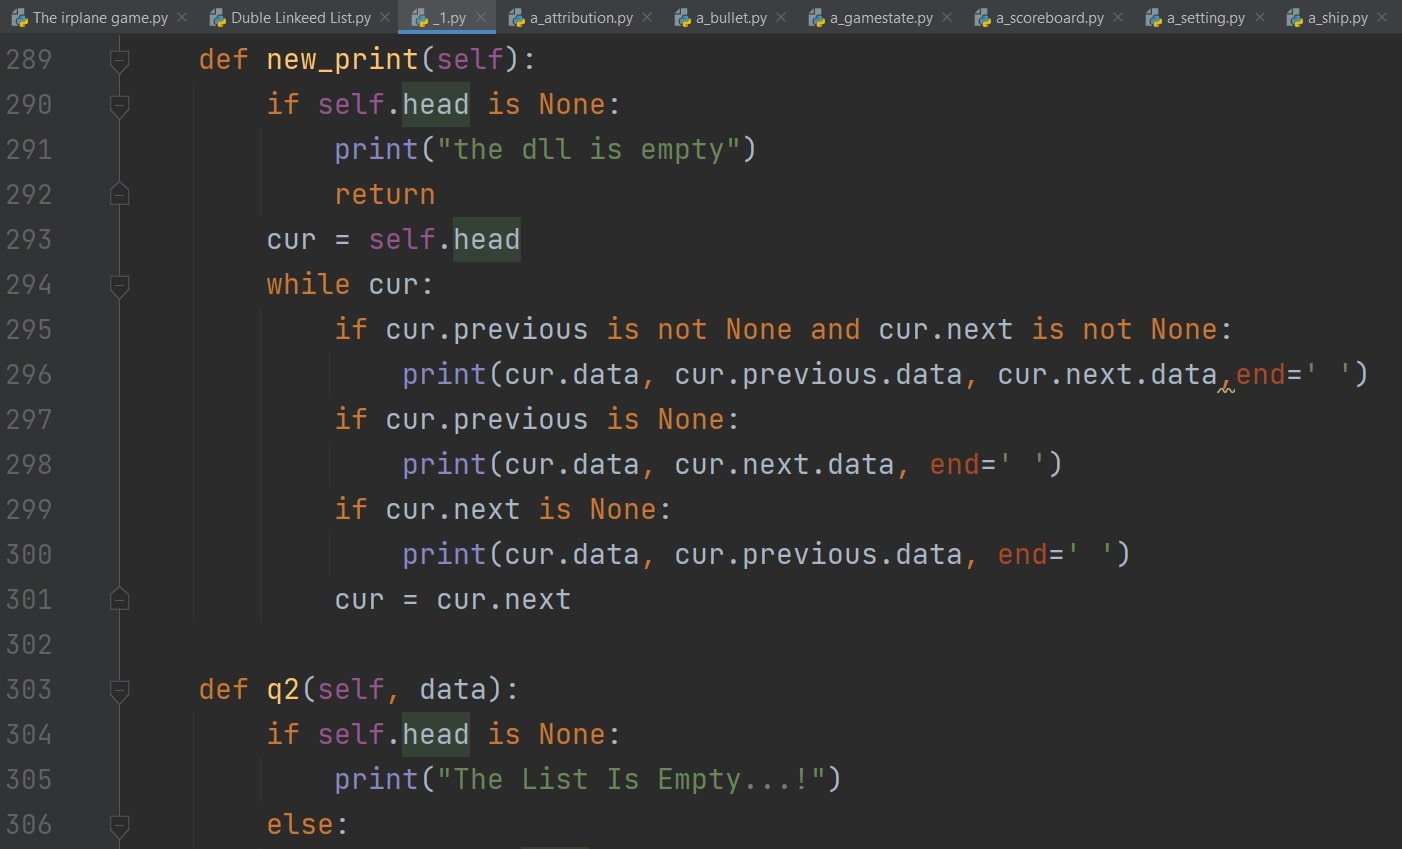 The irplane game.py Duble Linkeed List.py _1.py a_attribution.py a_bullet.py a_gamestate.py a_scoreboard.py a_setting.py a_ship.py
289 def new_print(self):
290 if self.head is None:
291 print("the dll is empty")
292 return
293 cur = self.head
294 while cur:
295 if cur.previous is not None and cur.next is not None:
296 print(cur.data, cur.previous.data, cur.next.data,end=' ')
297 if cur.previous is None:
298 print(cur.data, cur.next.data, end=' ')
299 if cur.next is None:
300 print(cur.data, cur.previous.data, end=' ')
301 cur = cur.next
302
303 def q2(self, data):
304 if self.head is None:
305 print("The List Is Empty...!")
306 else: